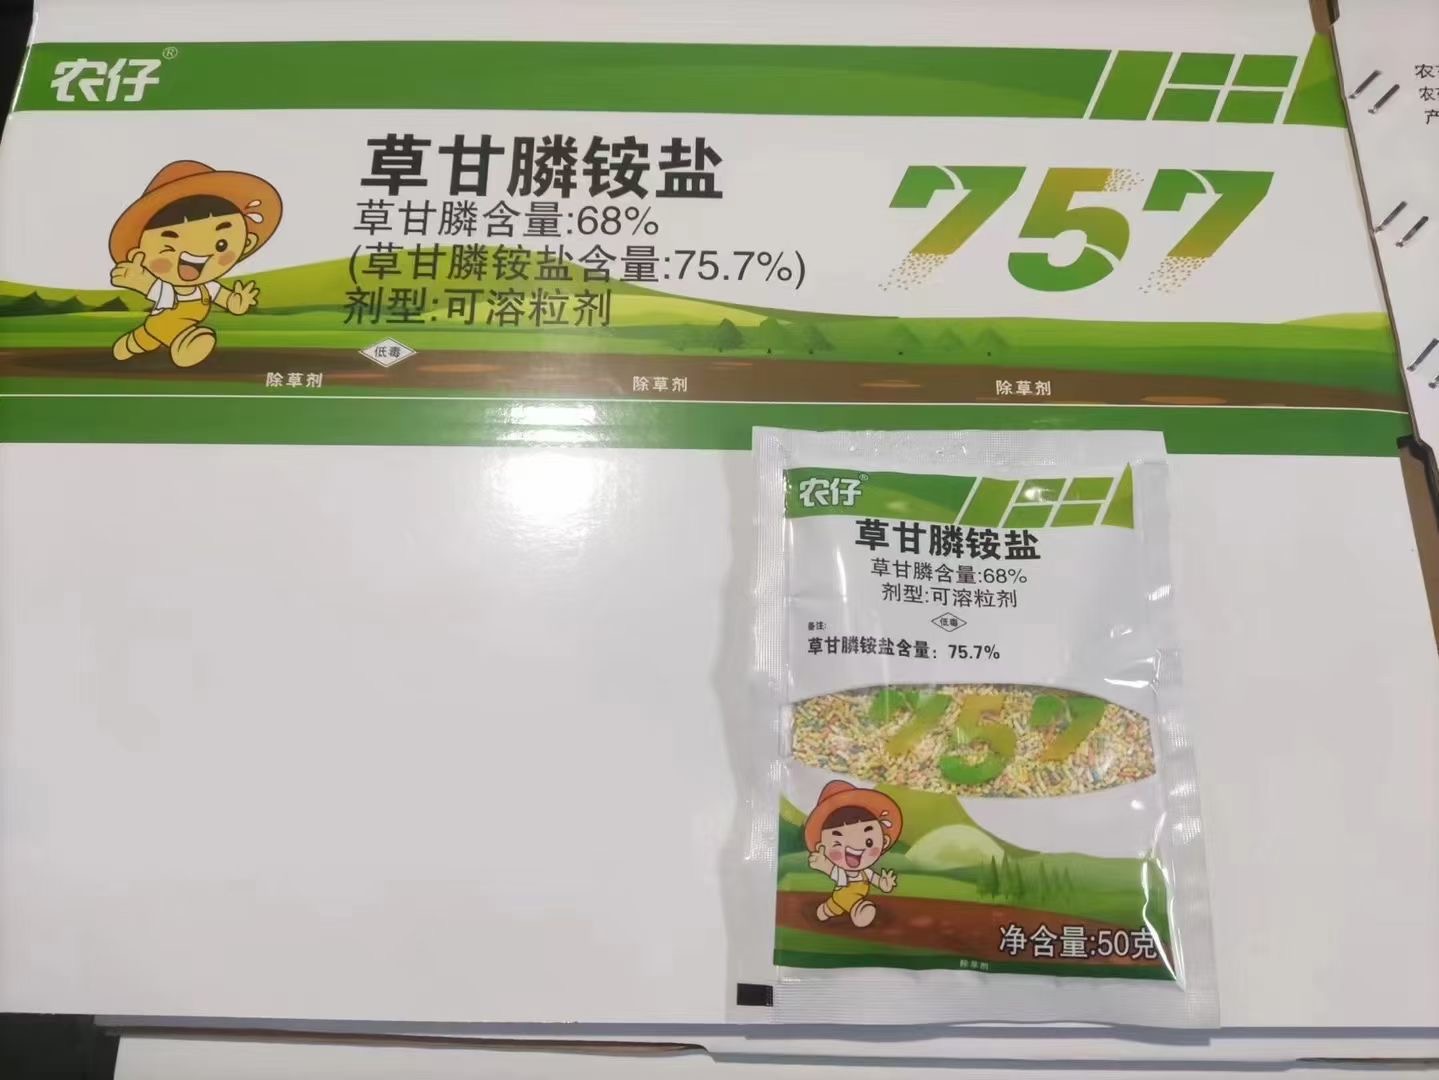 农仔®
草甘膦铵盐
757
草甘膦含量:68%
(草甘膦铵盐含量:75.7%)
剂型:可溶粒剂
低毒
除草剂
除草剂
除草剂
农仔®
草甘膦铵盐
草甘膦含量:68%
剂型:可溶粒剂
低毒
备注:
草甘膦铵盐含量：75.7%
757
净含量:50克
除草剂
农
农
产